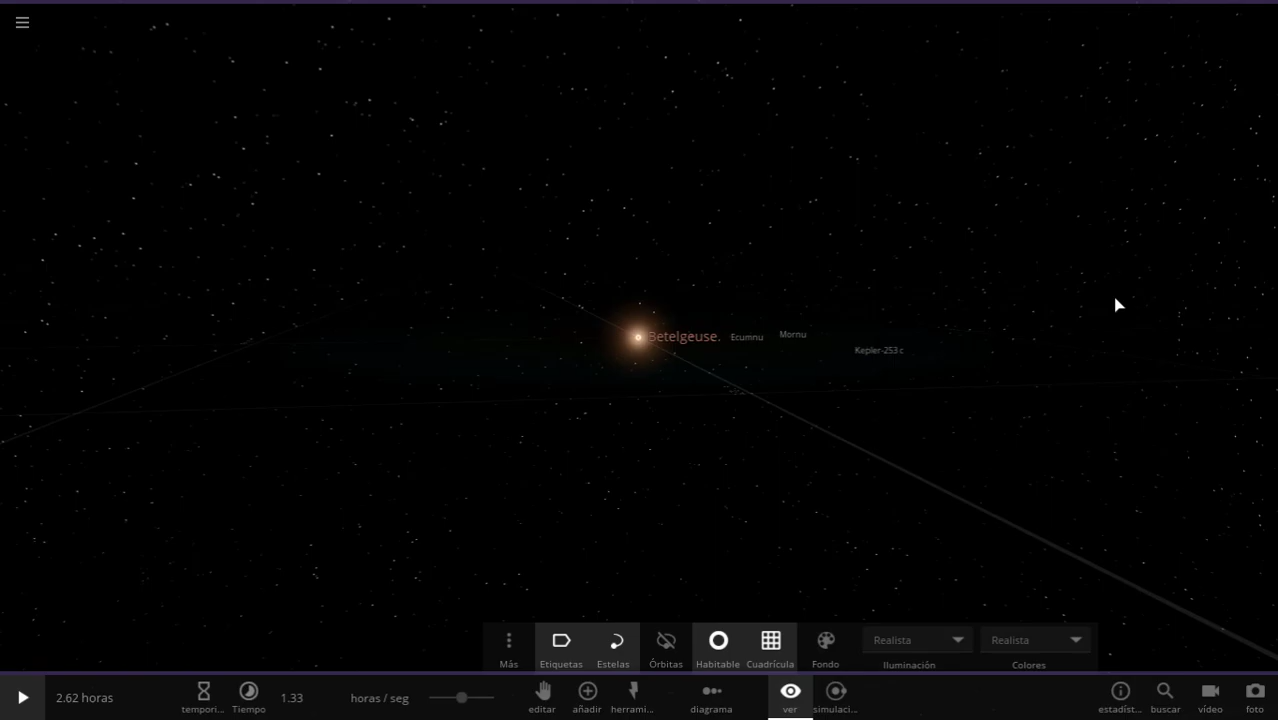 Betelgeuse. Ecumnu Mornu
Kepler-253 c
Realista Realista
Más Etiquetas Estelas Órbitas Habitable Cuadrícula Fondo Iluminación Colores
2.62 horas 1.33 horas / seg
tempori... Tiempo editar añadir herrami... diagrama ver simulaci... estadíst... buscar vídeo foto